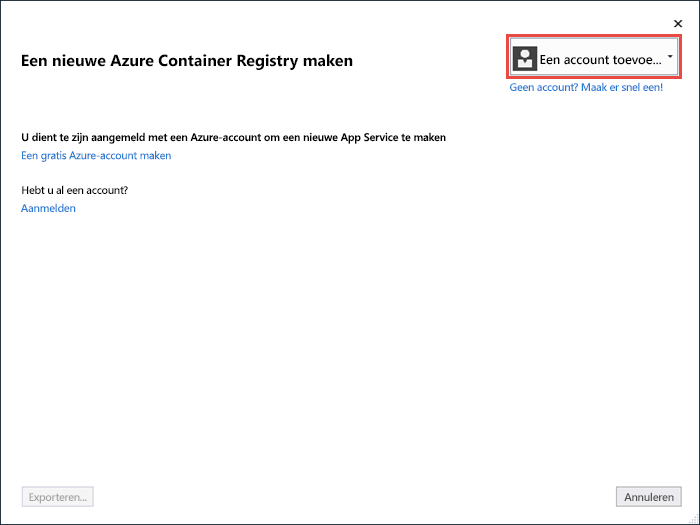 Een nieuwe Azure Container Registry maken
Een account toevoe...
Geen account? Maak er snel een!
U dient te zijn aangemeld met een Azure-account om een nieuwe App Service te maken
Een gratis Azure-account maken
Hebt u al een account?
Aanmelden
Exporteren...
Annuleren